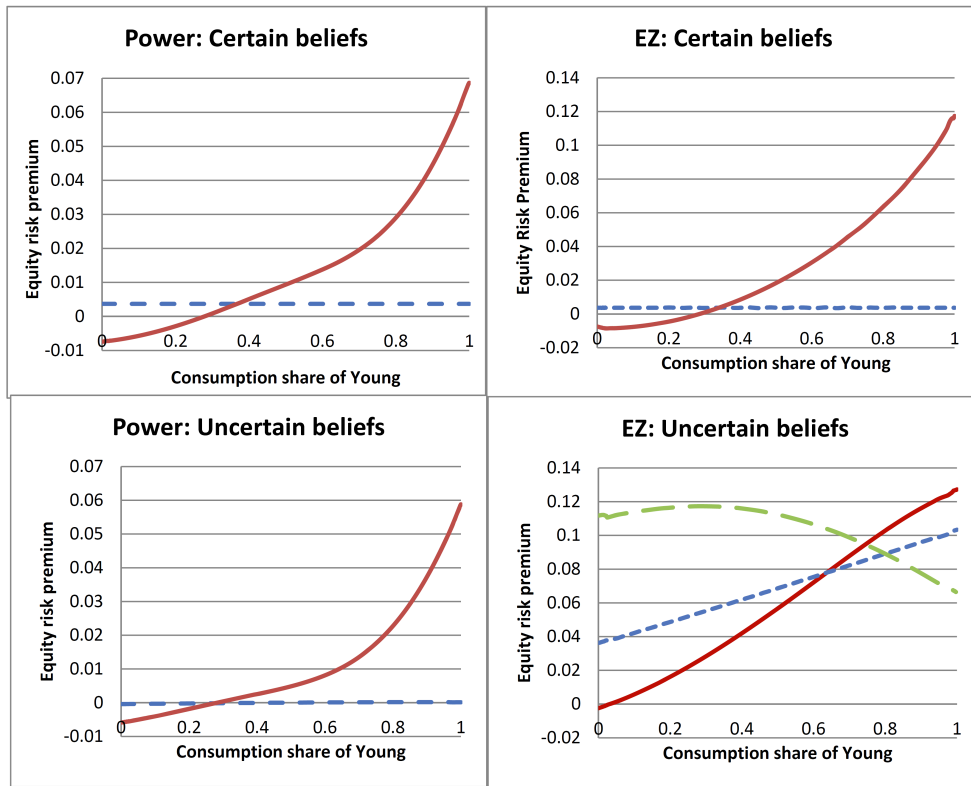 Power: Certain beliefs
0.07
0.06
0.05
0.04
0.03
0.02
0.01
0
-0.01
Equity risk premium
0 0.2 0.4 0.6 0.8 1
Consumption share of Young
EZ: Certain beliefs
0.14
0.12
0.1
0.08
0.06
0.04
0.02
0
-0.02
Equity Risk Premium
0 0.2 0.4 0.6 0.8 1
Consumption share of Young
Power: Uncertain beliefs
0.07
0.06
0.05
0.04
0.03
0.02
0.01
0
-0.01
Equity risk premium
0 0.2 0.4 0.6 0.8 1
Consumption share of Young
EZ: Uncertain beliefs
0.14
0.12
0.1
0.08
0.06
0.04
0.02
0
-0.02
Equity risk premium
0 0.2 0.4 0.6 0.8 1
Consumption share of Young